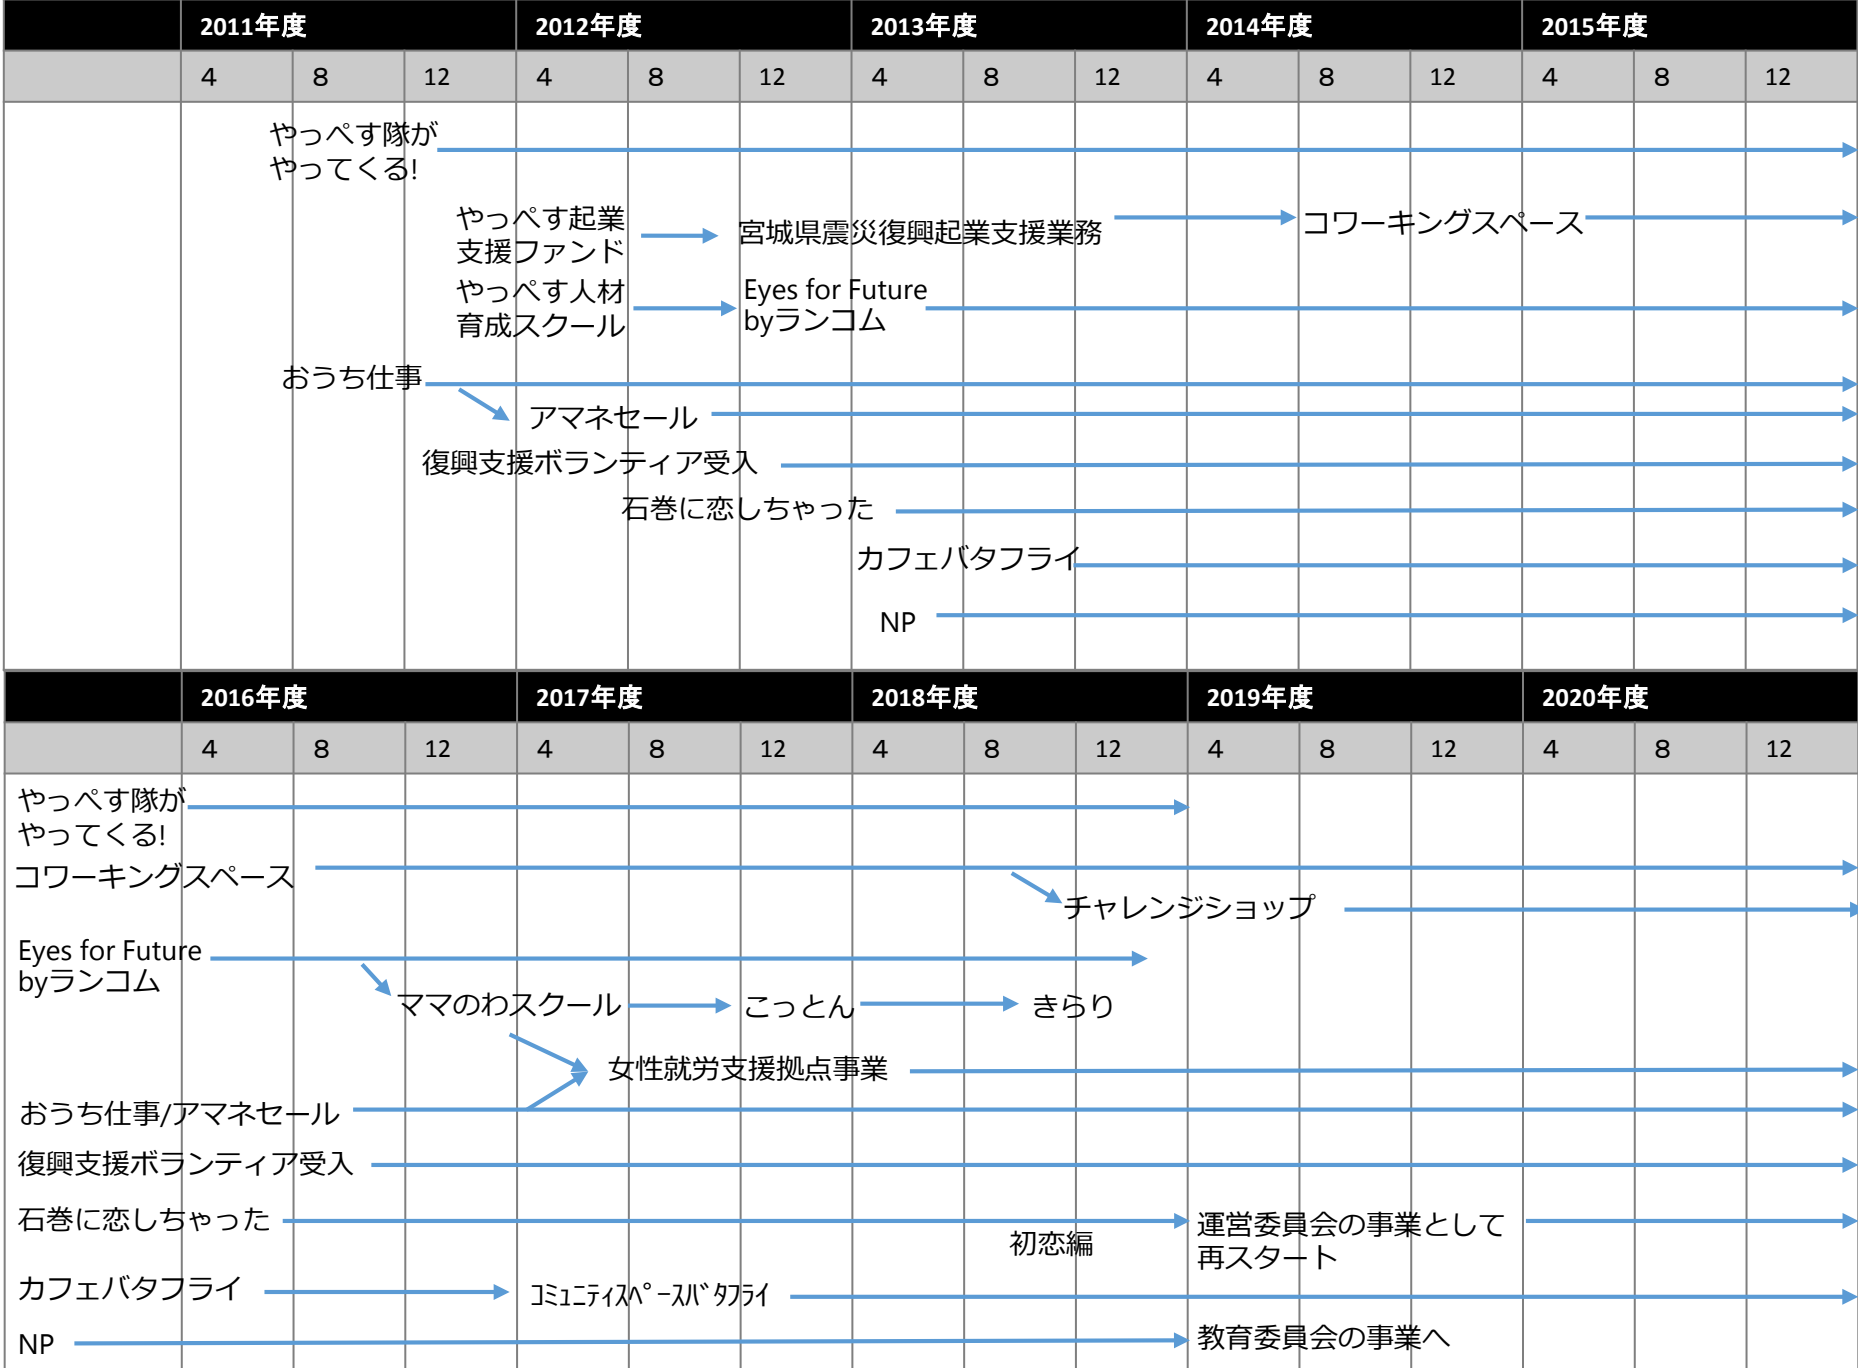 2011年度 2012年度 2013年度 2014年度 2015年度
4 8 12 4 8 12 4 8 12 4 8 12 4 8 12
やっぺす隊が
やってくる!
やっぺす起業
支援ファンド
宮城県震災復興起業支援業務
コワーキングスペース
やっぺす人材
育成スクール
Eyes for Future
byランコム
おうち仕事
アマネセール
復興支援ボランティア受入
石巻に恋しちゃった
カフェバタフライ
NP
2016年度 2017年度 2018年度 2019年度 2020年度
4 8 12 4 8 12 4 8 12 4 8 12 4 8 12
やっぺす隊が
やってくる!
コワーキングスペース
チャレンジショップ
Eyes for Future
byランコム
ママのわスクール
こっとん
きらり
女性就労支援拠点事業
おうち仕事/アマネセール
復興支援ボランティア受入
石巻に恋しちゃった
初恋編
運営委員会の事業として
再スタート
カフェバタフライ
ｺﾐｭﾆﾃｨｽﾍﾟｰｽﾊﾞﾀﾌﾗｲ
NP
教育委員会の事業へ